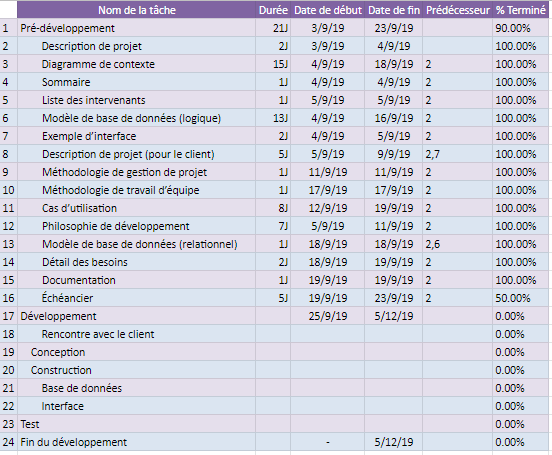 Nom de la tâche Durée Date de début Date de fin Prédécesseur % Terminé
1 Pré-développement 21J 3/9/19 23/9/19 90.00%
2 Description de projet 2J 3/9/19 4/9/19 100.00%
3 Diagramme de contexte 15J 4/9/19 18/9/19 2 100.00%
4 Sommaire 1J 4/9/19 4/9/19 2 100.00%
5 Liste des intervenants 1J 5/9/19 5/9/19 2 100.00%
6 Modèle de base de données (logique) 13J 4/9/19 16/9/19 2 100.00%
7 Exemple d'interface 2J 4/9/19 5/9/19 2 100.00%
8 Description de projet (pour le client) 5J 5/9/19 9/9/19 2,7 100.00%
9 Méthodologie de gestion de projet 1J 11/9/19 11/9/19 2 100.00%
10 Méthodologie de travail d'équipe 1J 17/9/19 17/9/19 2 100.00%
11 Cas d'utilisation 8J 12/9/19 19/9/19 2 100.00%
12 Philosophie de développement 7J 5/9/19 11/9/19 2 100.00%
13 Modèle de base de données (relationnel) 1J 18/9/19 18/9/19 2,6 100.00%
14 Détail des besoins 2J 18/9/19 19/9/19 2 100.00%
15 Documentation 1J 19/9/19 19/9/19 2 100.00%
16 Échéancier 5J 19/9/19 23/9/19 2 50.00%
17 Développement 25/9/19 5/12/19 0.00%
18 Rencontre avec le client 0.00%
19 Conception 0.00%
20 Construction 0.00%
21 Base de données 0.00%
22 Interface 0.00%
23 Test 0.00%
24 Fin du développement - 5/12/19 0.00%